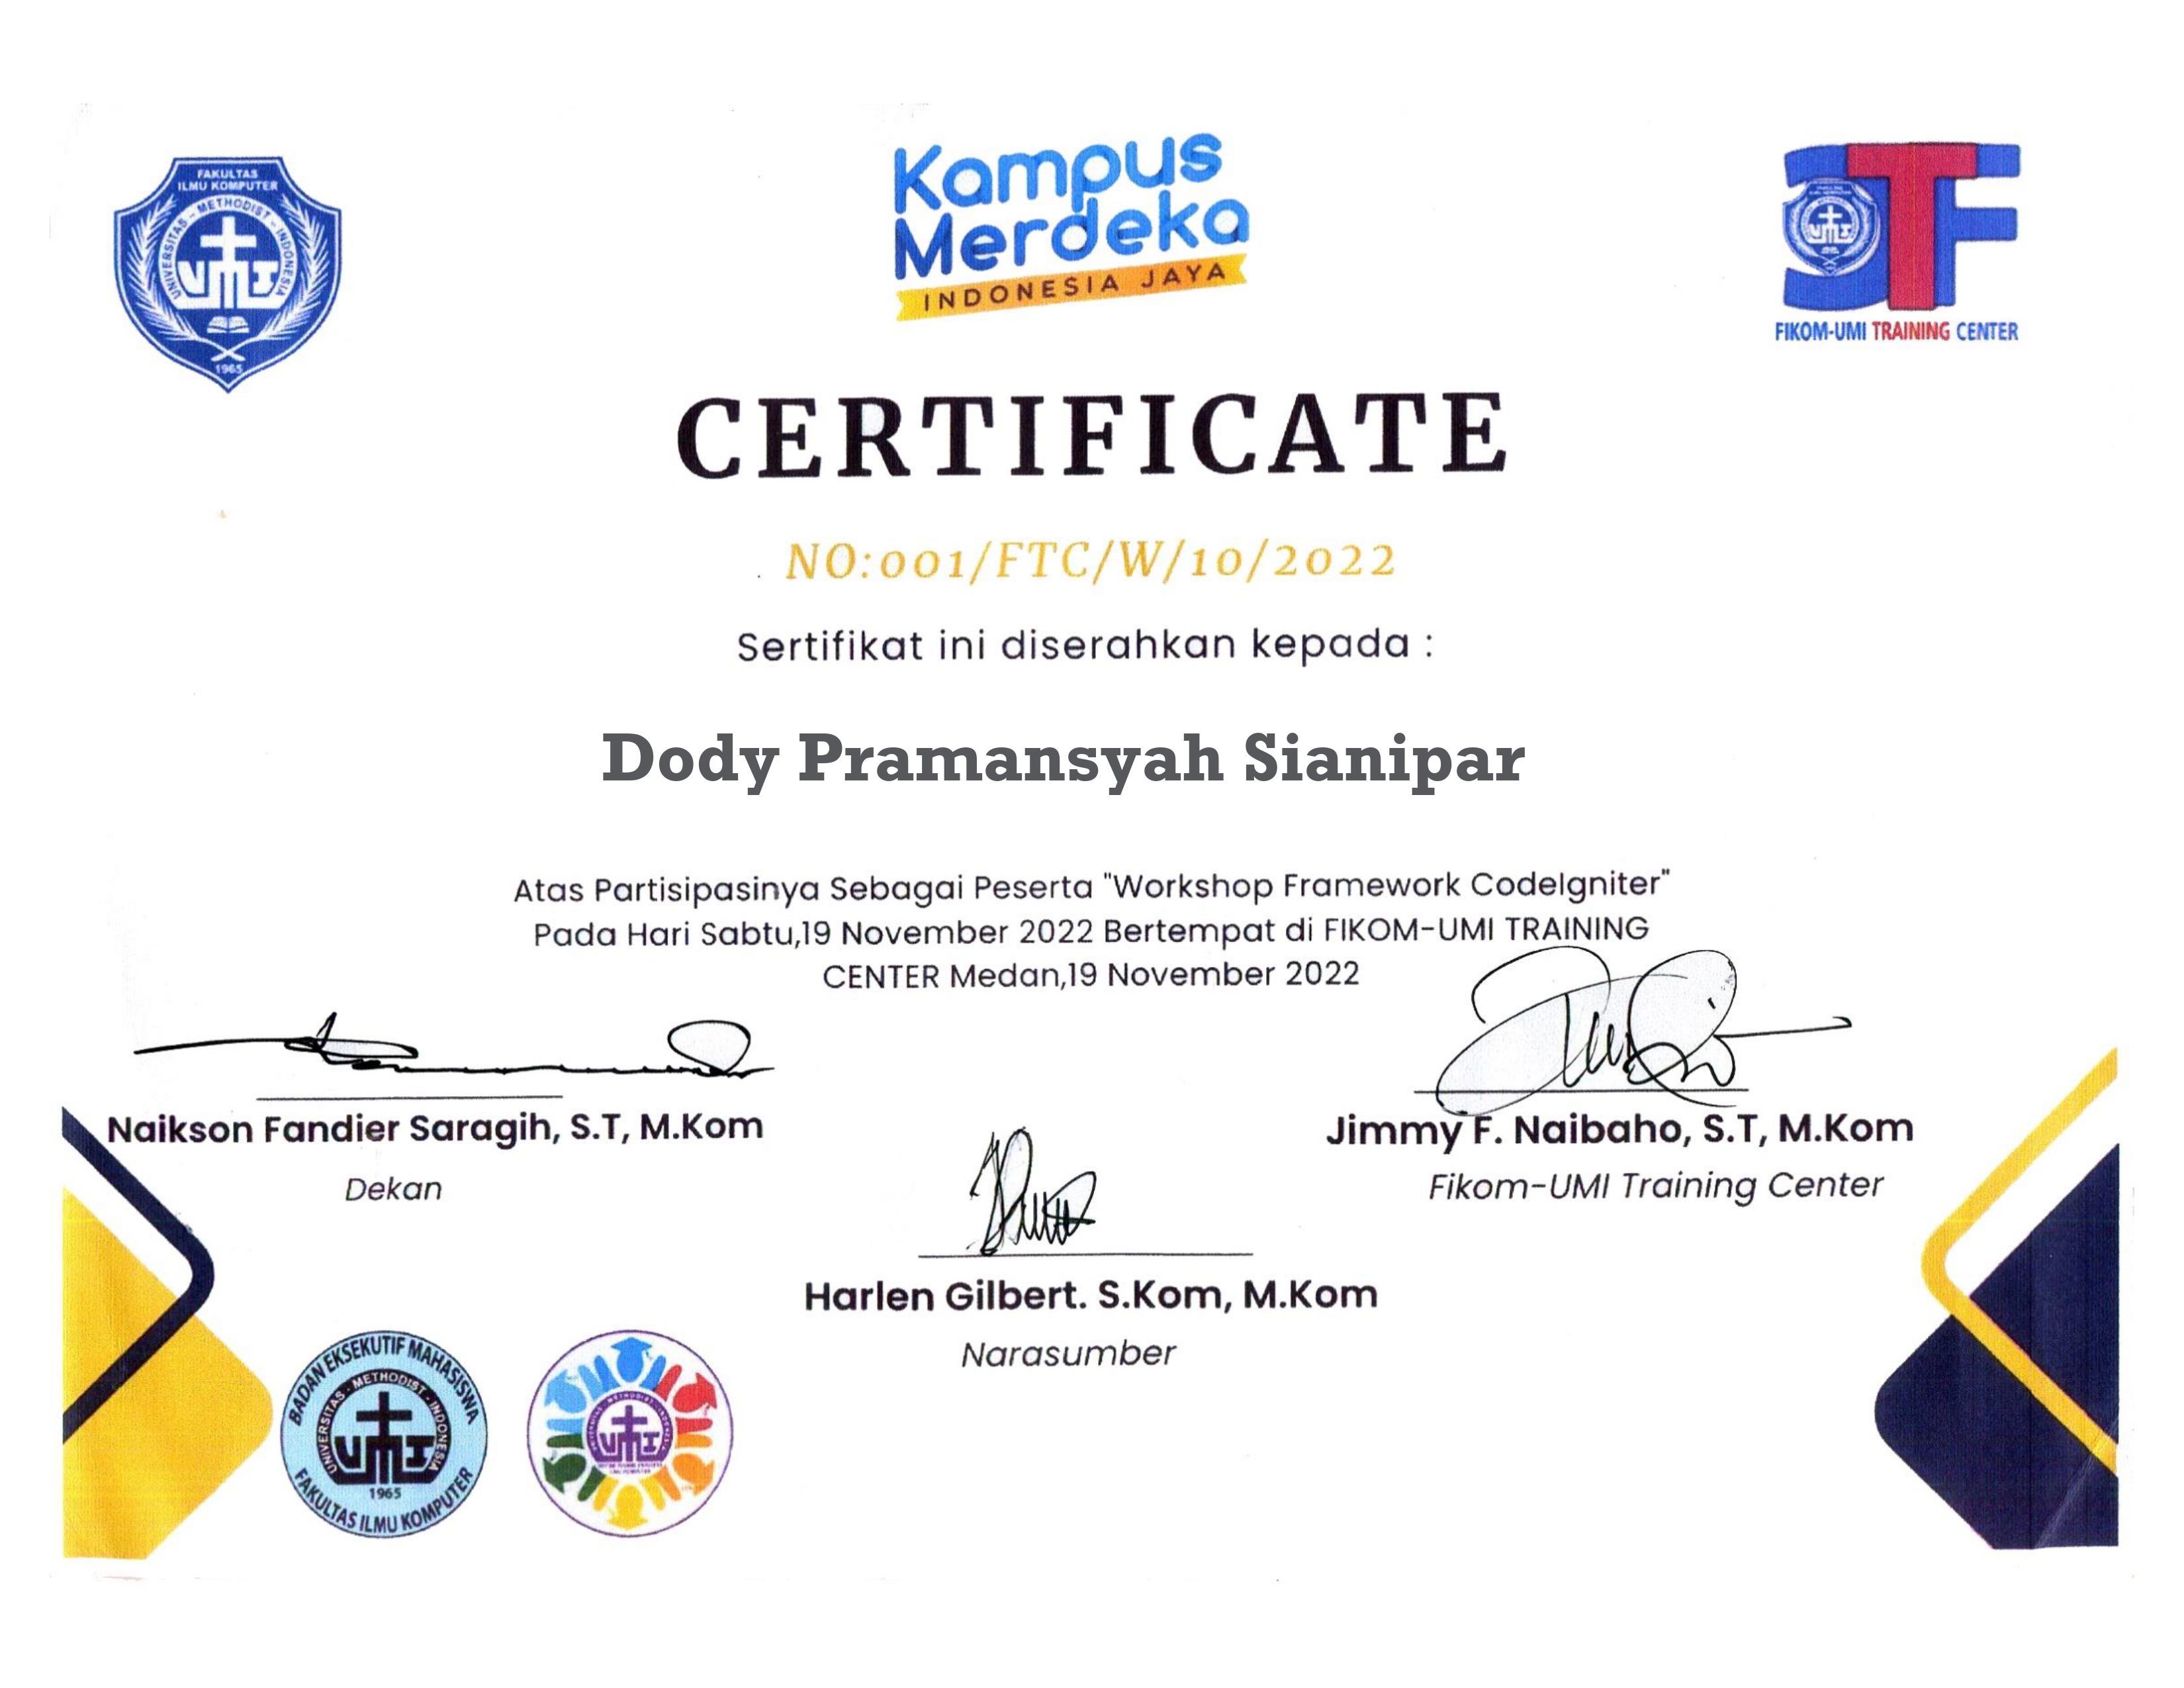 FAKULTAS
ILMU KOMPUTER
UNIVERSITAS - METHODIST - INDONESIA
UMI
1965
Kampus
Merdeka
INDONESIA JAYA
FIKOM-UMI TRAINING CENTER
CERTIFICATE
NO:001/FTC/W/10/2022
Sertifikat ini diserahkan kepada :
Dody Pramansyah Sianipar
Atas Partisipasinya Sebagai Peserta "Workshop Framework CodeIgniter"
Pada Hari Sabtu,19 November 2022 Bertempat di FIKOM-UMI TRAINING
CENTER Medan,19 November 2022
Naikson Fandier Saragih, S.T, M.Kom
Dekan
Jimmy F. Naibaho, S.T, M.Kom
Fikom-UMI Training Center
Harlen Gilbert. S.Kom, M.Kom
Narasumber
BADAN EKSEKUTIF MAHASISWA
UNIVERSITAS - METHODIST - INDONESIA
UMI
1965
FAKULTAS ILMU KOMPUTER
UMI